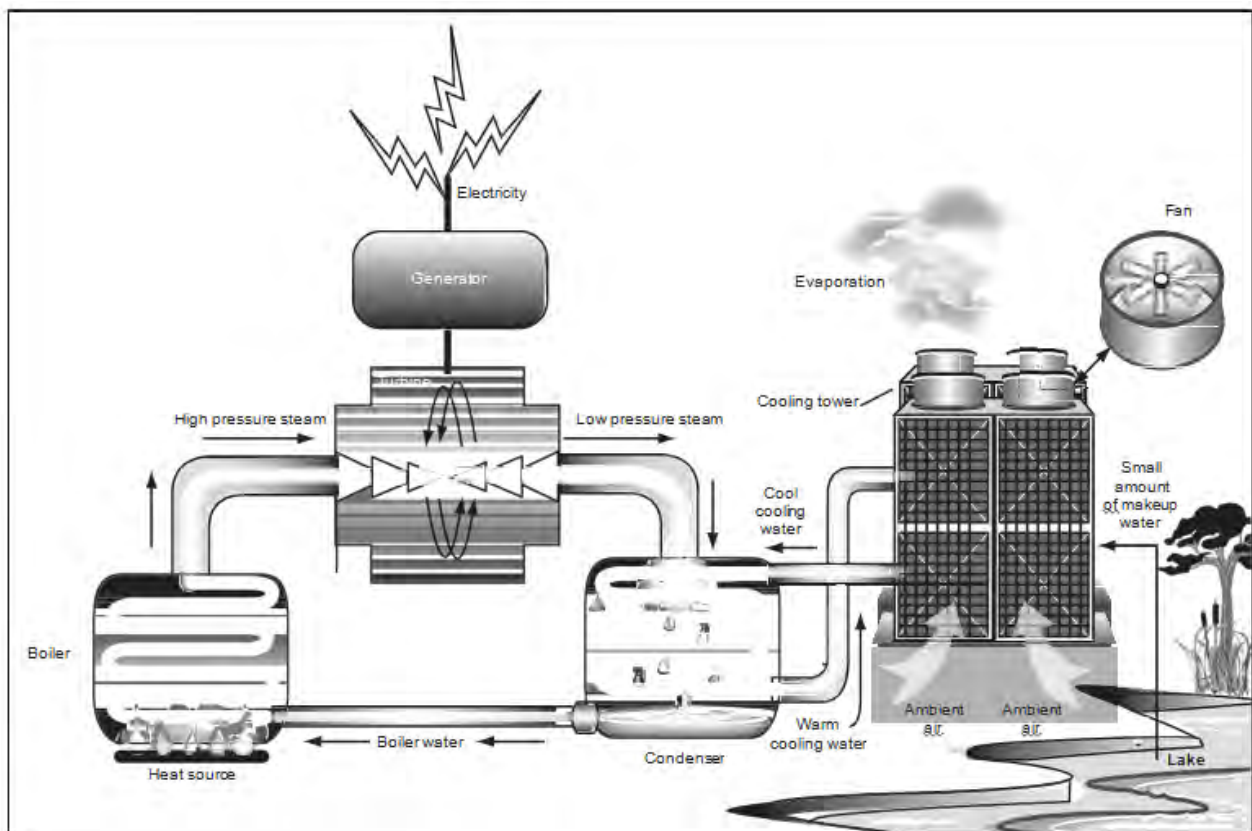 Electricity
Fan
Generator
Evaporation
Turbine
Cooling tower
High pressure steam
Low pressure steam
Small
amount
of makeup
water
Cool
cooling
water
Boiler
Ambient
air
Ambient
air
Warm
cooling water
Boiler water
Condenser
Lake
Heat source